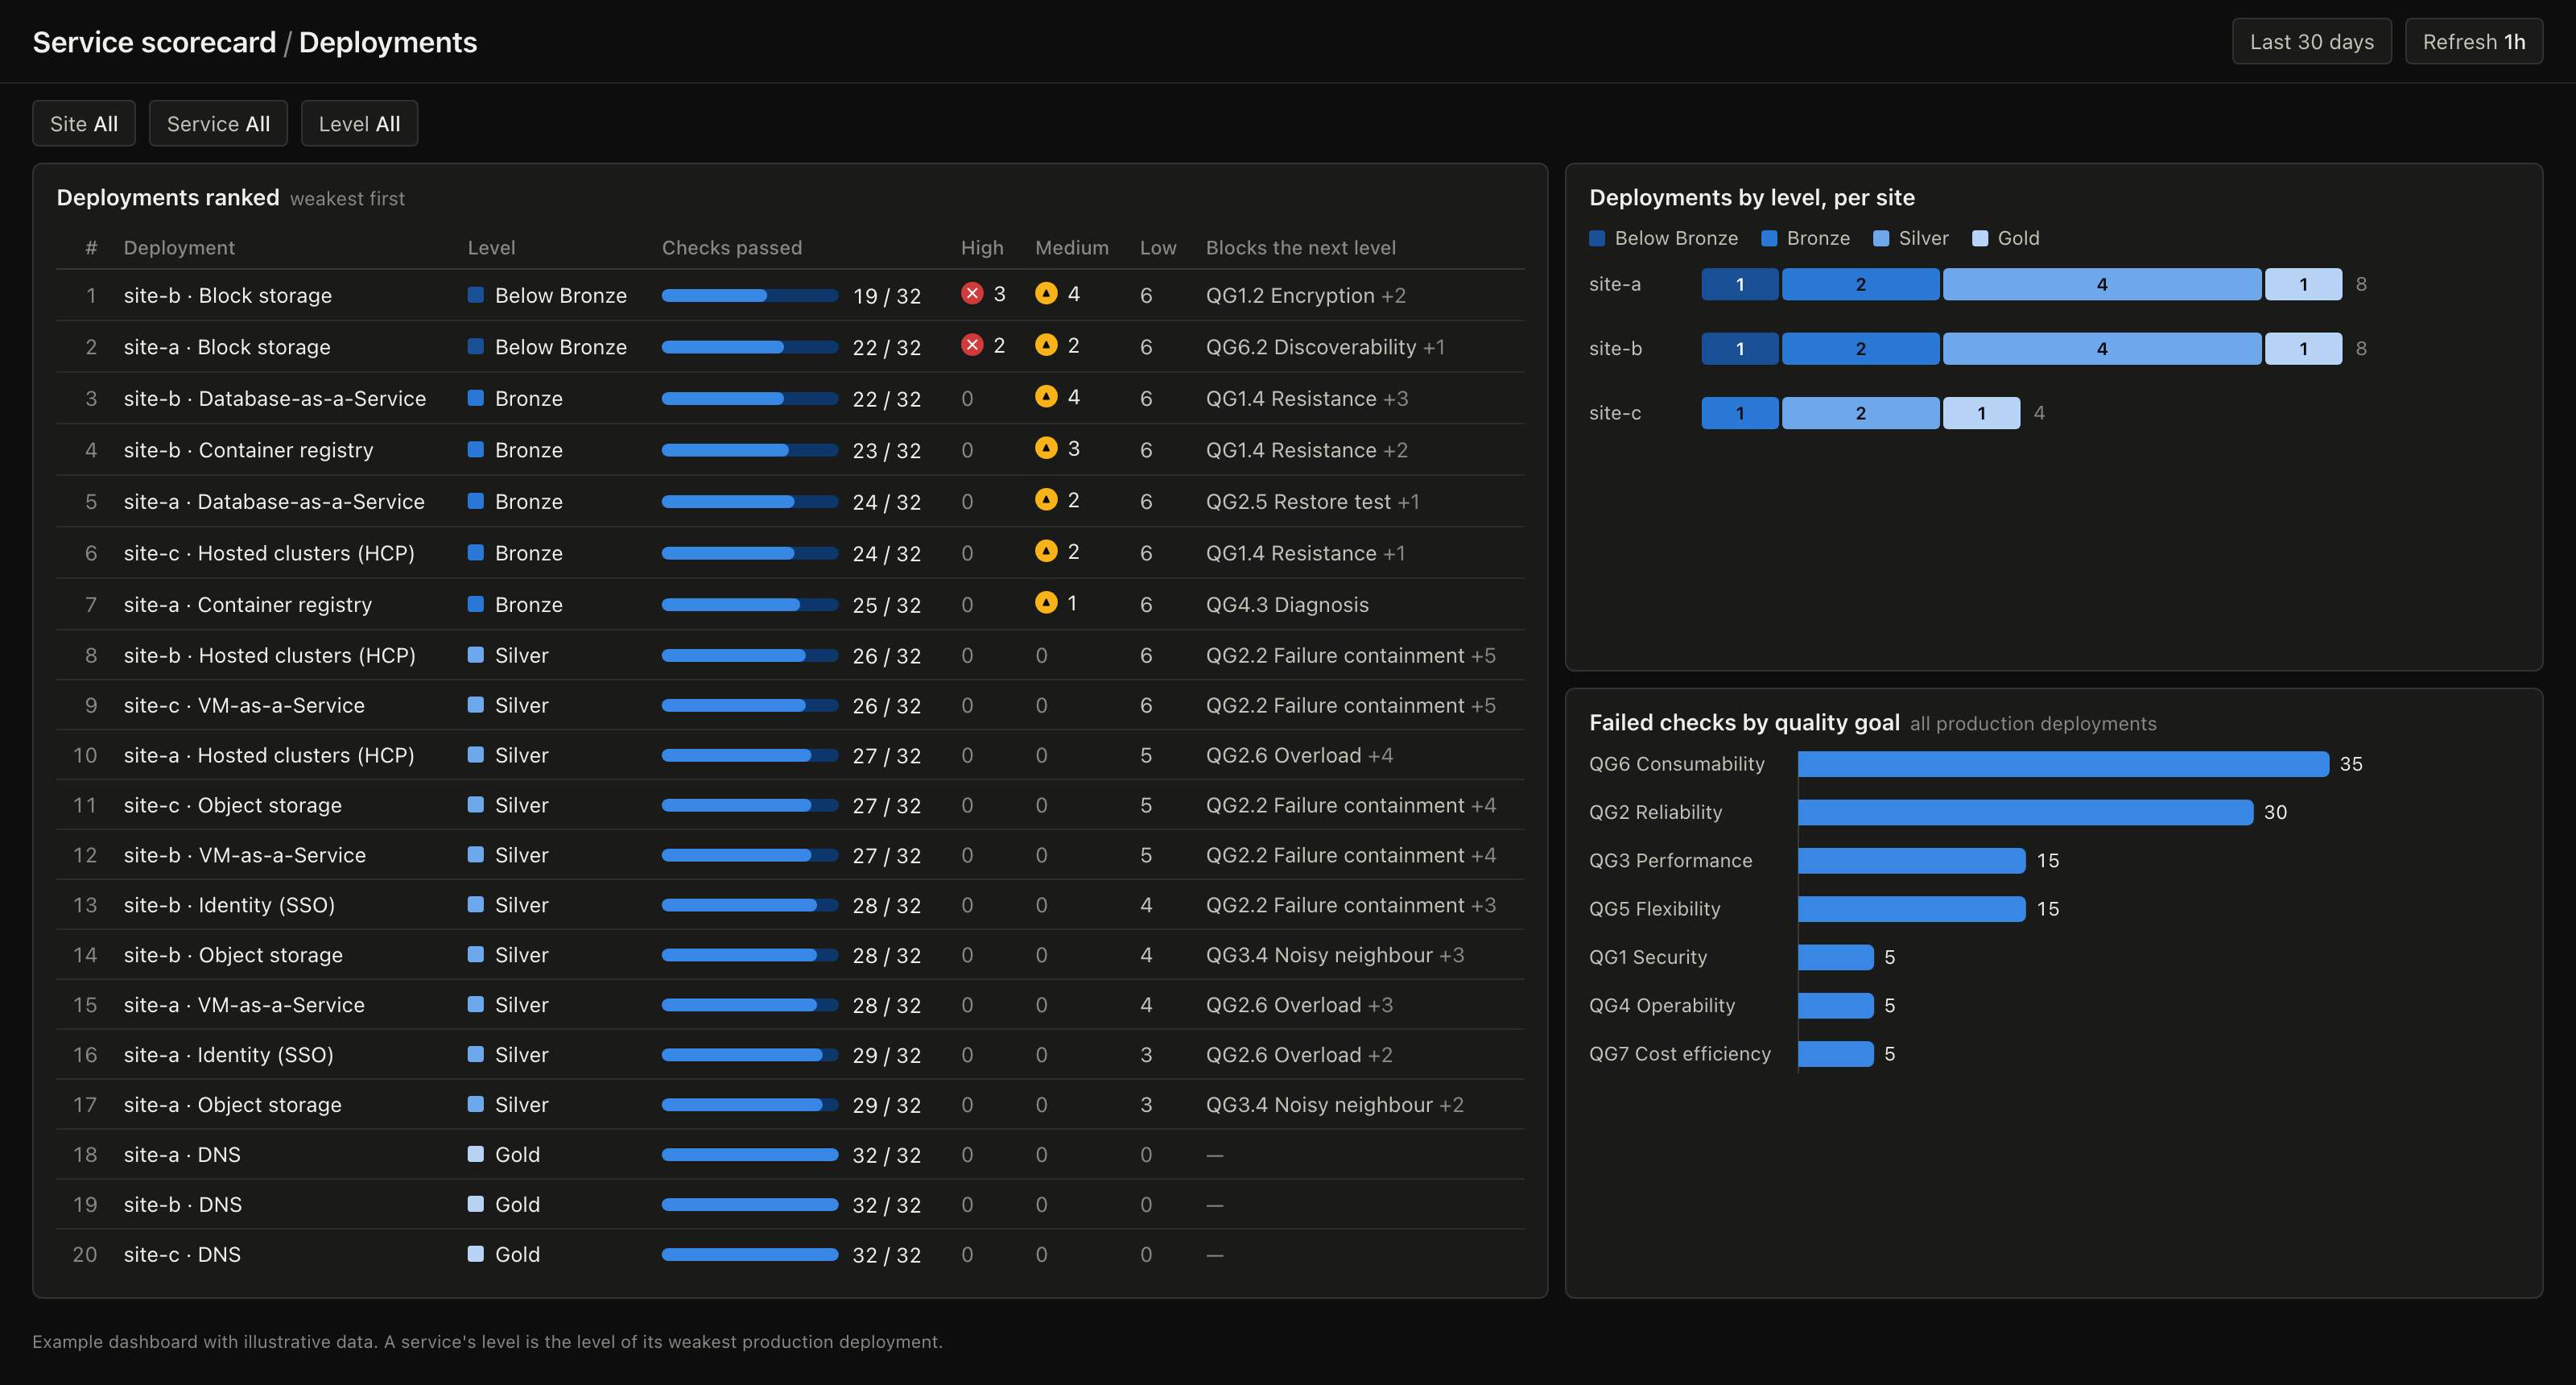 Service scorecard / Deployments
Last 30 days
Refresh 1h
Site All
Service All
Level All
Deployments ranked weakest first
# Deployment Level Checks passed High Medium Low Blocks the next level
1 site-b · Block storage Below Bronze 19 / 32 3 4 6 QG1.2 Encryption +2
2 site-a · Block storage Below Bronze 22 / 32 2 2 6 QG6.2 Discoverability +1
3 site-b · Database-as-a-Service Bronze 22 / 32 0 4 6 QG1.4 Resistance +3
4 site-b · Container registry Bronze 23 / 32 0 3 6 QG1.4 Resistance +2
5 site-a · Database-as-a-Service Bronze 24 / 32 0 2 6 QG2.5 Restore test +1
6 site-c · Hosted clusters (HCP) Bronze 24 / 32 0 2 6 QG1.4 Resistance +1
7 site-a · Container registry Bronze 25 / 32 0 1 6 QG4.3 Diagnosis
8 site-b · Hosted clusters (HCP) Silver 26 / 32 0 0 6 QG2.2 Failure containment +5
9 site-c · VM-as-a-Service Silver 26 / 32 0 0 6 QG2.2 Failure containment +5
10 site-a · Hosted clusters (HCP) Silver 27 / 32 0 0 5 QG2.6 Overload +4
11 site-c · Object storage Silver 27 / 32 0 0 5 QG2.2 Failure containment +4
12 site-b · VM-as-a-Service Silver 27 / 32 0 0 5 QG2.2 Failure containment +4
13 site-b · Identity (SSO) Silver 28 / 32 0 0 4 QG2.2 Failure containment +3
14 site-b · Object storage Silver 28 / 32 0 0 4 QG3.4 Noisy neighbour +3
15 site-a · VM-as-a-Service Silver 28 / 32 0 0 4 QG2.6 Overload +3
16 site-a · Identity (SSO) Silver 29 / 32 0 0 3 QG2.6 Overload +2
17 site-a · Object storage Silver 29 / 32 0 0 3 QG3.4 Noisy neighbour +2
18 site-a · DNS Gold 32 / 32 0 0 0 —
19 site-b · DNS Gold 32 / 32 0 0 0 —
20 site-c · DNS Gold 32 / 32 0 0 0 —
Deployments by level, per site
Below Bronze Bronze Silver Gold
site-a 1 2 4 1 8
site-b 1 2 4 1 8
site-c 1 2 1 4
Failed checks by quality goal all production deployments
QG6 Consumability 35
QG2 Reliability 30
QG3 Performance 15
QG5 Flexibility 15
QG1 Security 5
QG4 Operability 5
QG7 Cost efficiency 5
Example dashboard with illustrative data. A service's level is the level of its weakest production deployment.